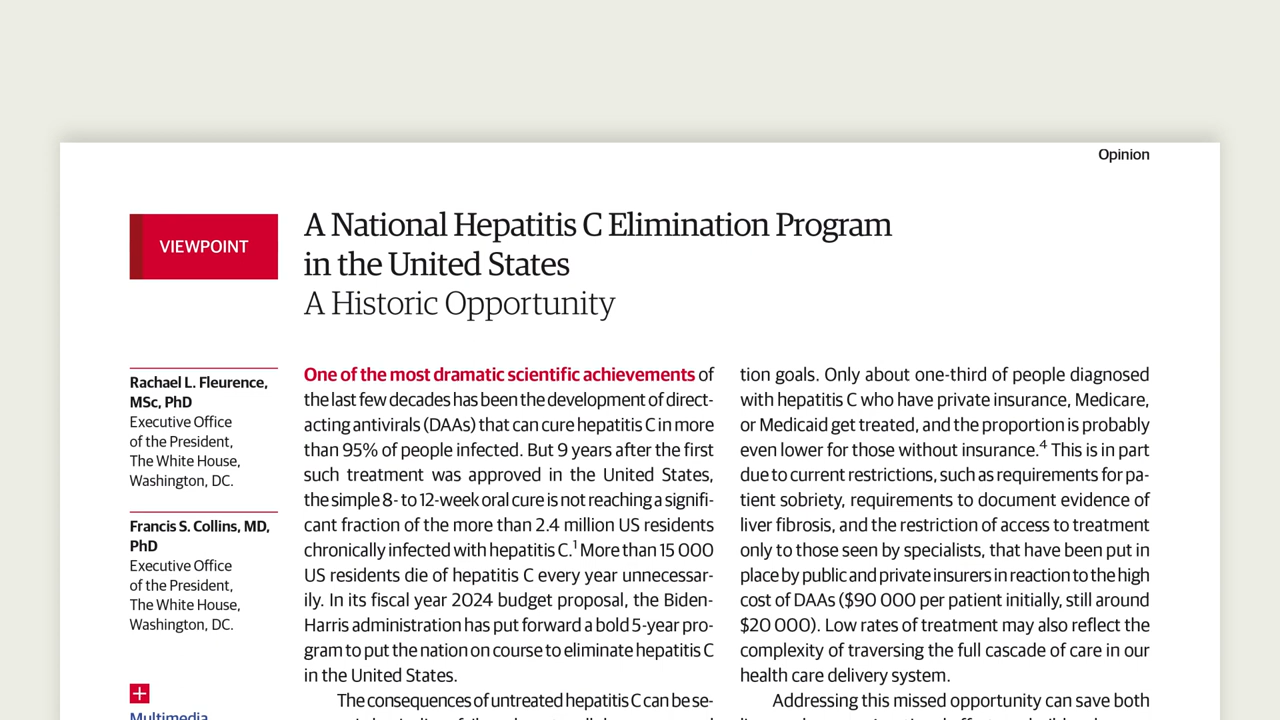 Opinion
VIEWPOINT
A National Hepatitis C Elimination Program
in the United States
A Historic Opportunity
Rachael L. Fleurence,
MSc, PhD
Executive Office
of the President,
The White House,
Washington, DC.
Francis S. Collins, MD,
PhD
Executive Office
of the President,
The White House,
Washington, DC.
Multimedia
One of the most dramatic scientific achievements of
the last few decades has been the development of direct-
acting antivirals (DAAs) that can cure hepatitis C in more
than 95% of people infected. But 9 years after the first
such treatment was approved in the United States,
the simple 8- to 12-week oral cure is not reaching a signifi-
cant fraction of the more than 2.4 million US residents
chronically infected with hepatitis C.1 More than 15 000
US residents die of hepatitis C every year unnecessar-
ily. In its fiscal year 2024 budget proposal, the Biden-
Harris administration has put forward a bold 5-year pro-
gram to put the nation on course to eliminate hepatitis C
in the United States.
The consequences of untreated hepatitis C can be se-
tion goals. Only about one-third of people diagnosed
with hepatitis C who have private insurance, Medicare,
or Medicaid get treated, and the proportion is probably
even lower for those without insurance.4 This is in part
due to current restrictions, such as requirements for pa-
tient sobriety, requirements to document evidence of
liver fibrosis, and the restriction of access to treatment
only to those seen by specialists, that have been put in
place by public and private insurers in reaction to the high
cost of DAAs ($90 000 per patient initially, still around
$20 000). Low rates of treatment may also reflect the
complexity of traversing the full cascade of care in our
health care delivery system.
Addressing this missed opportunity can save both